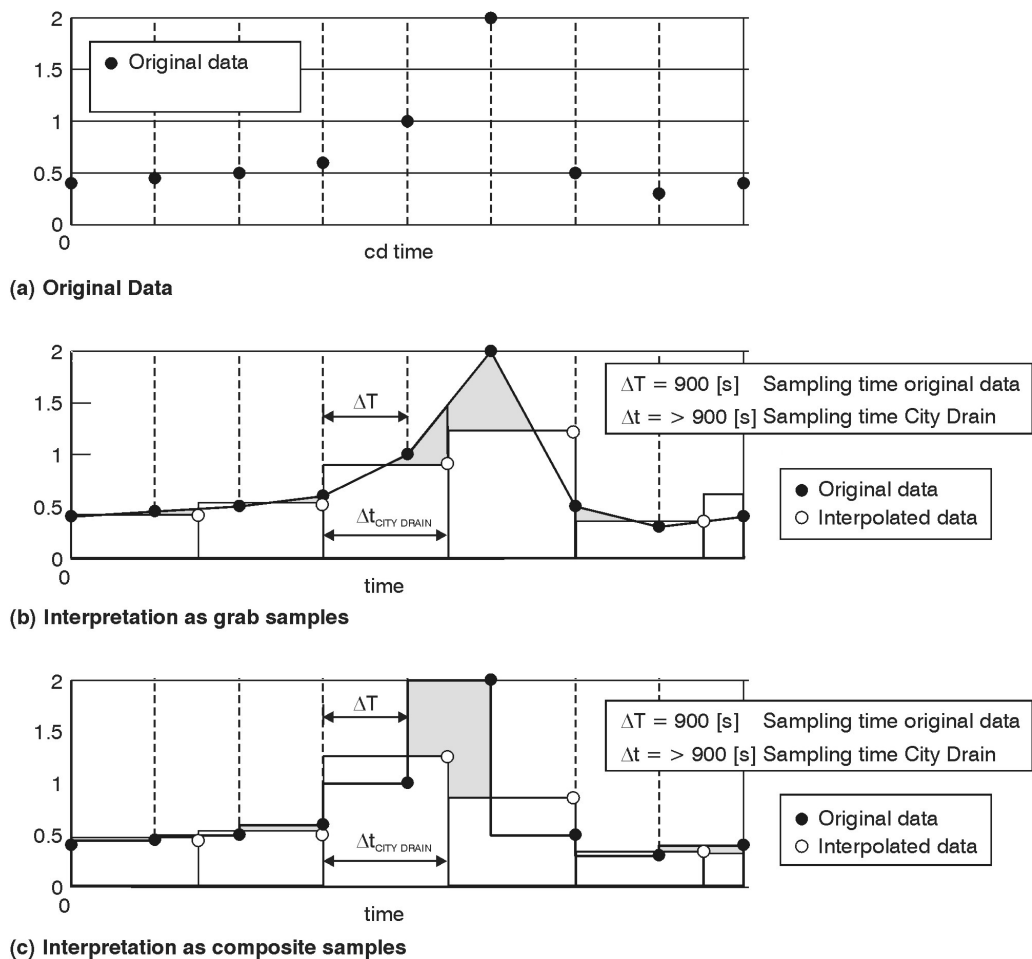 2
1.5
1
0.5
0
0
● Original data
cd time
(a) Original Data
2
1.5
1
0.5
0
0
ΔT
Δt CITY DRAIN
ΔT = 900 [s] Sampling time original data
Δt = > 900 [s] Sampling time City Drain
● Original data
○ Interpolated data
time
(b) Interpretation as grab samples
2
1.5
1
0.5
0
0
ΔT
Δt CITY DRAIN
ΔT = 900 [s] Sampling time original data
Δt = > 900 [s] Sampling time City Drain
● Original data
○ Interpolated data
time
(c) Interpretation as composite samples